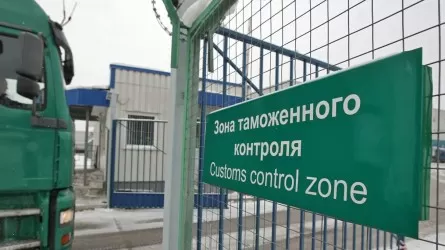 Зона таможенного
контроля
Customs control zone